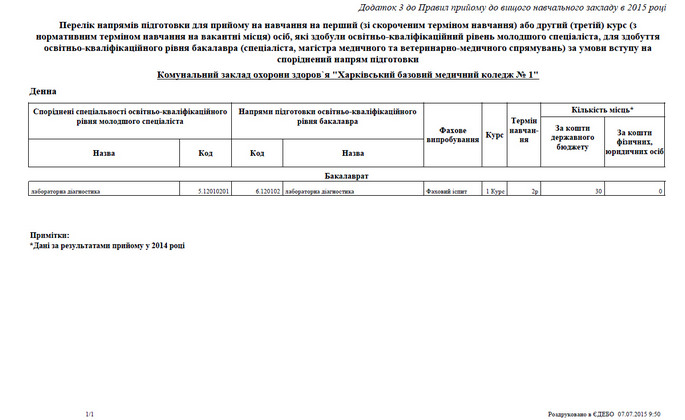 Додаток 3 до Правил прийому до вищого навчального закладу в 2015 році
Перелік напрямів підготовки для прийому на навчання на перший (зі скороченим терміном навчання) або другий (третій) курс (з
нормативним терміном навчання на вакантні місця) осіб, які здобули освітньо-кваліфікаційний рівень молодшого спеціаліста, для здобуття
освітньо-кваліфікаційного рівня бакалавра (спеціаліста, магістра медичного та ветеринарно-медичного спрямувань) за умови вступу на
споріднений напрям підготовки
Комунальний заклад охорони здоров`я "Харківський базовий медичний коледж № 1"
Денна
Споріднені спеціальності освітньо-кваліфікаційного
рівня молодшого спеціаліста
Напрями підготовки освітньо-кваліфікаційного
рівня бакалавра
Фахове
випробування
Курс
Термін
навчан-
ня
Кількість місць*
За кошти
державного
бюджету
За кошти
фізичних,
юридичних осіб
Назва Код Код Назва
Бакалаврат
лабораторна діагностика 5.12010201 6.120102 лабораторна діагностика Фаховий іспит 1 Курс 2р 30 0
Примітки:
*Дані за результатами прийому у 2014 році
1/1 Роздруковано в ЄДЕБО 07.07.2015 9:50